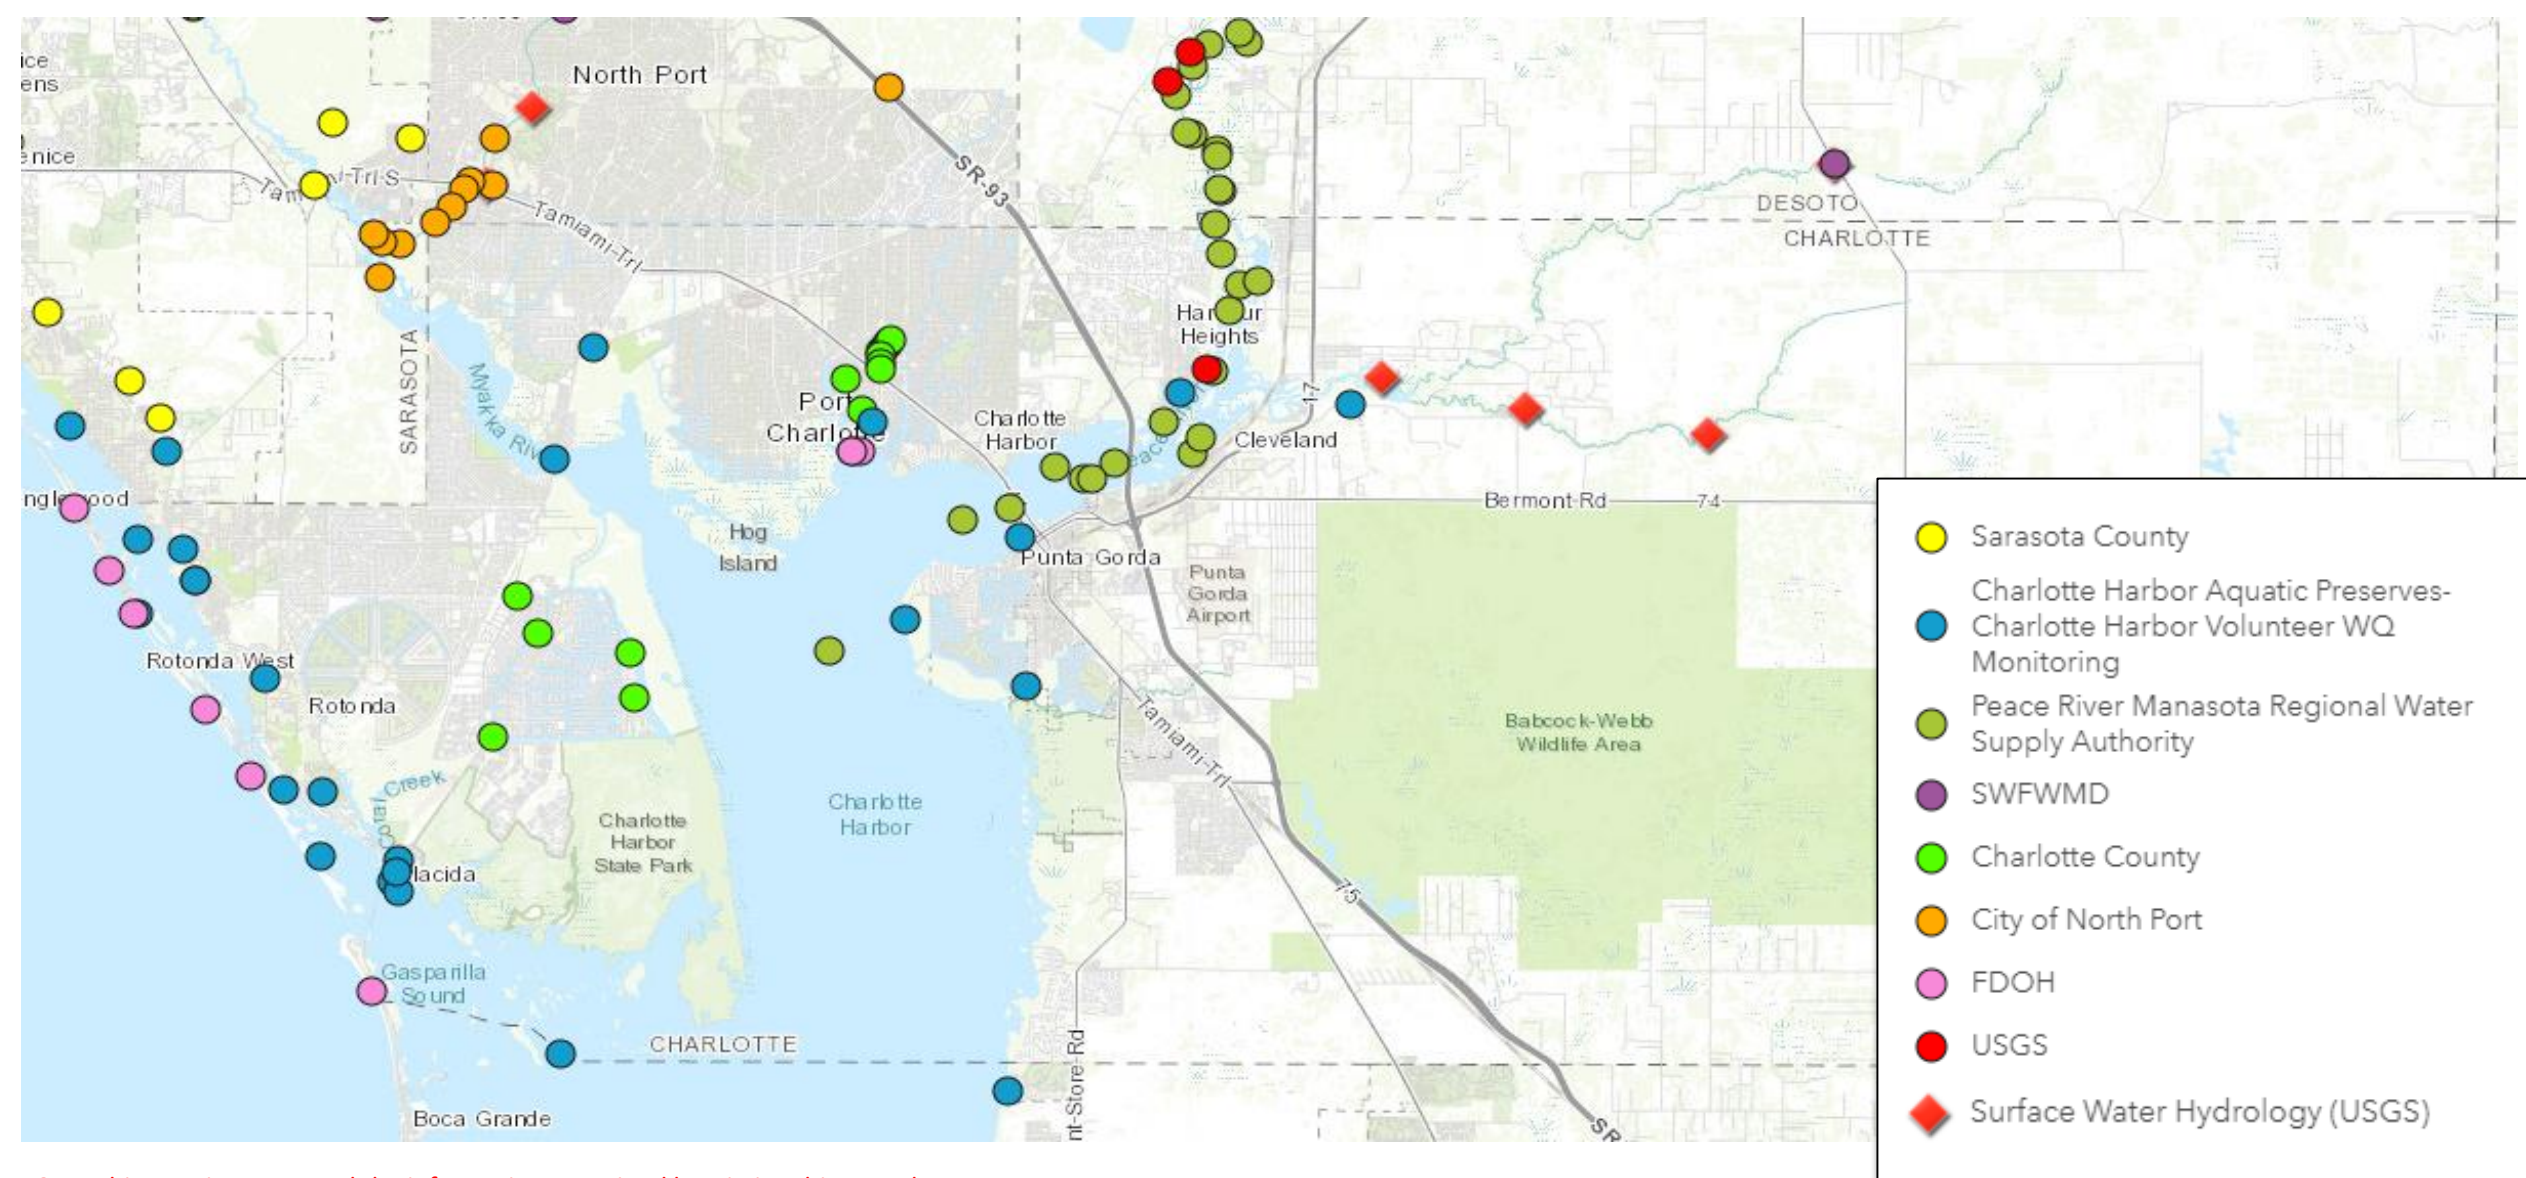 North Port
Tamiami-Trl
SR-93
DESOTO
CHARLOTTE
SARASOTA
Heights
17
Port
Charlotte
Charlotte
Harbor
Cleveland
Bermont-Rd
74
Hog
Island
Punta Gorda
Punta
Gorda
Airport
Rotonda West
Rotonda
Tamiami-Trl
Babcock-Webb
Wildlife Area
Creek
Charlotte
Harbor
State Park
Charlotte
Harbor
75
Gasparilla
Sound
CHARLOTTE
Boca Grande
SR
Sarasota County
Charlotte Harbor Aquatic Preserves-
Charlotte Harbor Volunteer WQ
Monitoring
Peace River Manasota Regional Water
Supply Authority
SWFWMD
Charlotte County
City of North Port
FDOH
USGS
Surface Water Hydrology (USGS)